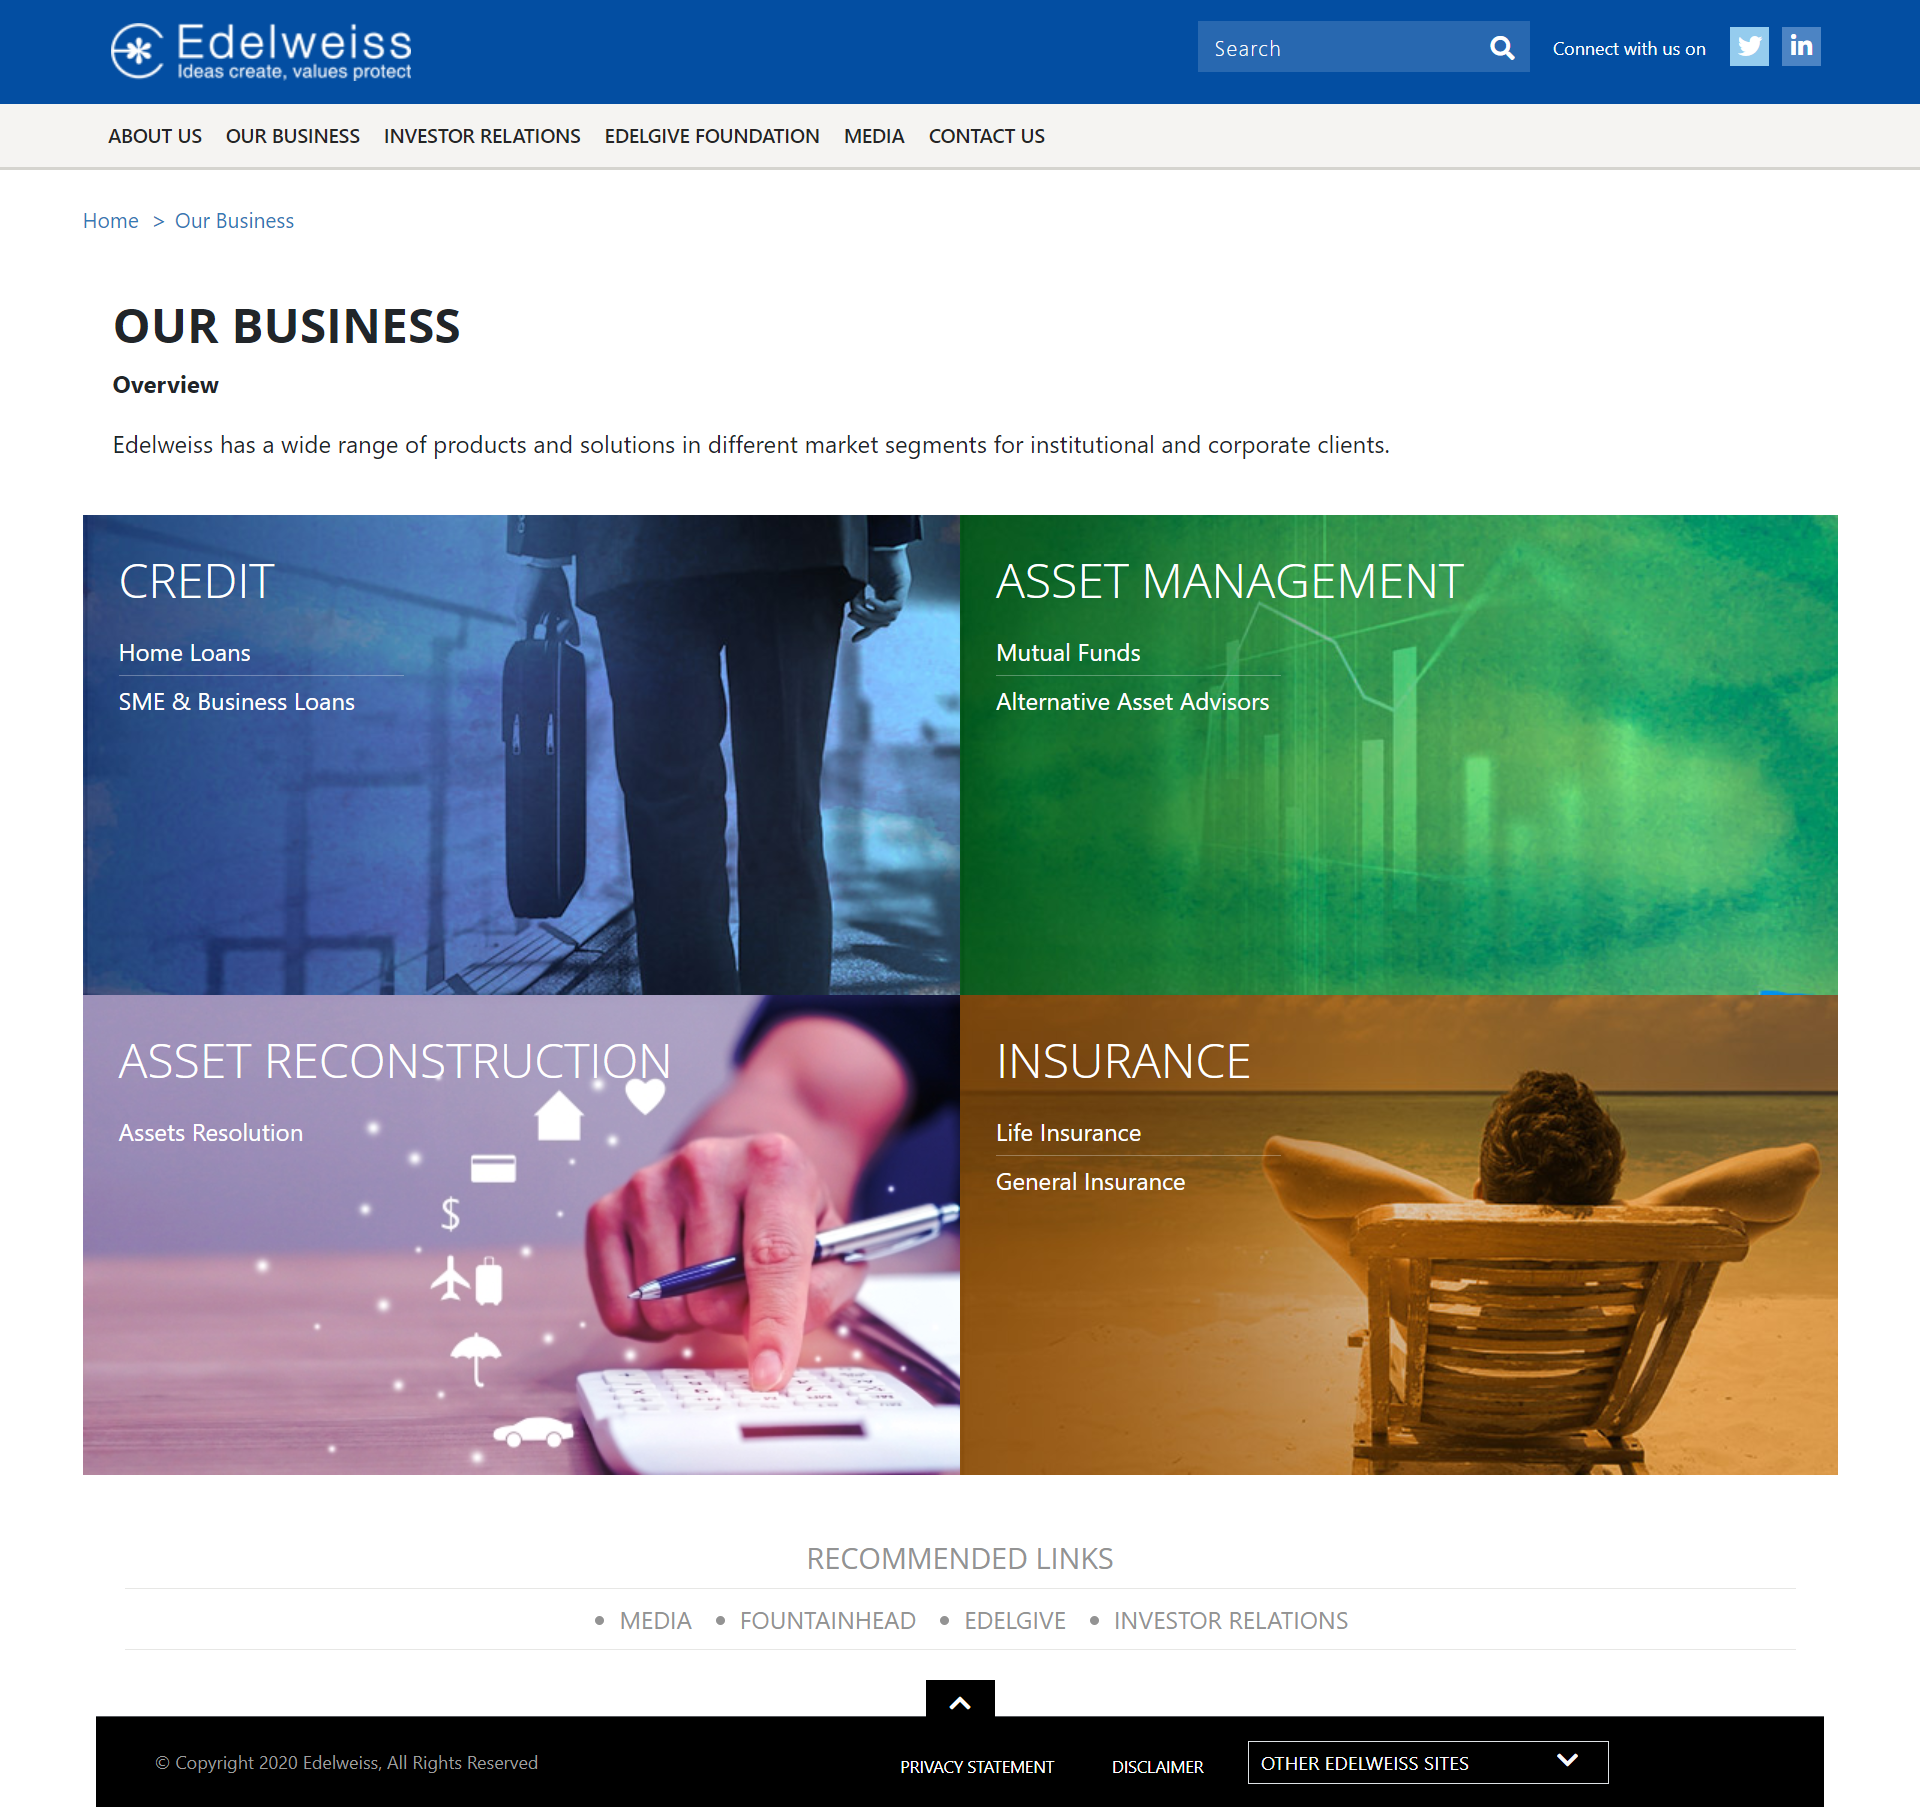 Edelweiss
Ideas create, values protect
Search
Connect with us on
ABOUT US OUR BUSINESS INVESTOR RELATIONS EDELGIVE FOUNDATION MEDIA CONTACT US
Home > Our Business
OUR BUSINESS
Overview
Edelweiss has a wide range of products and solutions in different market segments for institutional and corporate clients.
CREDIT
Home Loans
SME & Business Loans
ASSET MANAGEMENT
Mutual Funds
Alternative Asset Advisors
ASSET RECONSTRUCTION
Assets Resolution
$
INSURANCE
Life Insurance
General Insurance
RECOMMENDED LINKS
• MEDIA • FOUNTAINHEAD • EDELGIVE • INVESTOR RELATIONS
© Copyright 2020 Edelweiss, All Rights Reserved
PRIVACY STATEMENT DISCLAIMER OTHER EDELWEISS SITES